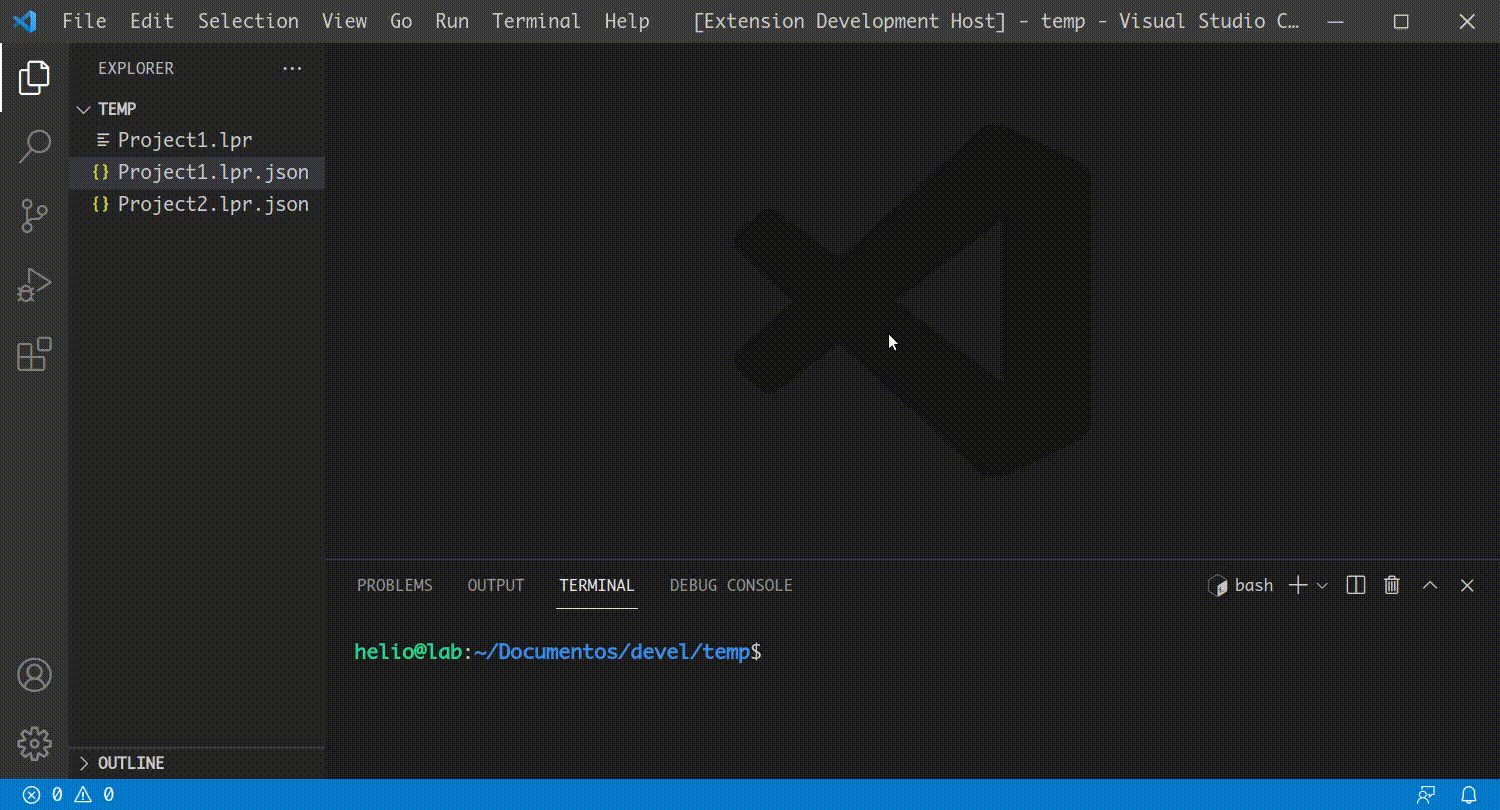 File Edit Selection View Go Run Terminal Help [Extension Development Host] - temp - Visual Studio C…
EXPLORER
TEMP
Project1.lpr
{} Project1.lpr.json
{} Project2.lpr.json
PROBLEMS OUTPUT TERMINAL DEBUG CONSOLE bash
helio@lab:~/Documentos/devel/temp$
OUTLINE
0 0